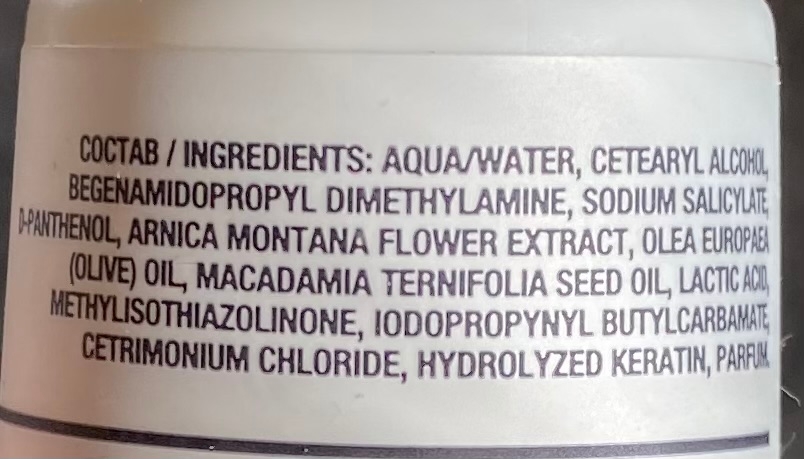 СОСТАВ / INGREDIENTS: AQUA/WATER, CETEARYL ALCOHOL,
BEGENAMIDOPROPYL DIMETHYLAMINE, SODIUM SALICYLATE,
D-PANTHENOL, ARNICA MONTANA FLOWER EXTRACT, OLEA EUROPAEA
(OLIVE) OIL, MACADAMIA TERNIFOLIA SEED OIL, LACTIC ACID,
METHYLISOTHIAZOLINONE, IODOPROPYNYL BUTYLCARBAMATE,
CETRIMONIUM CHLORIDE, HYDROLYZED KERATIN, PARFUM.